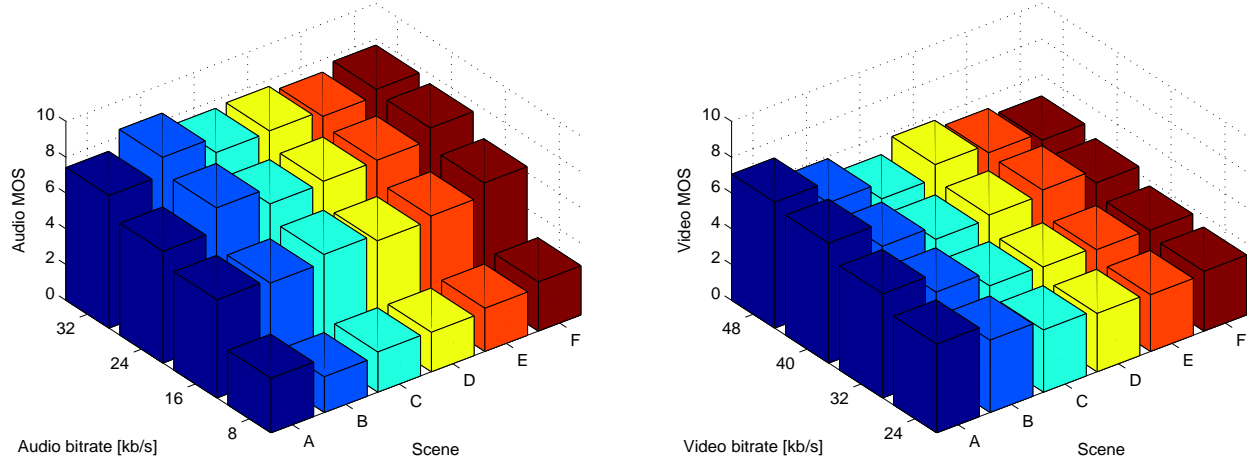 10
8
6
4
2
0
Audio MOS
32
24
16
8
Audio bitrate [kb/s]
A
B
C
D
E
F
Scene
10
8
6
4
2
0
Video MOS
48
40
32
24
Video bitrate [kb/s]
A
B
C
D
E
F
Scene